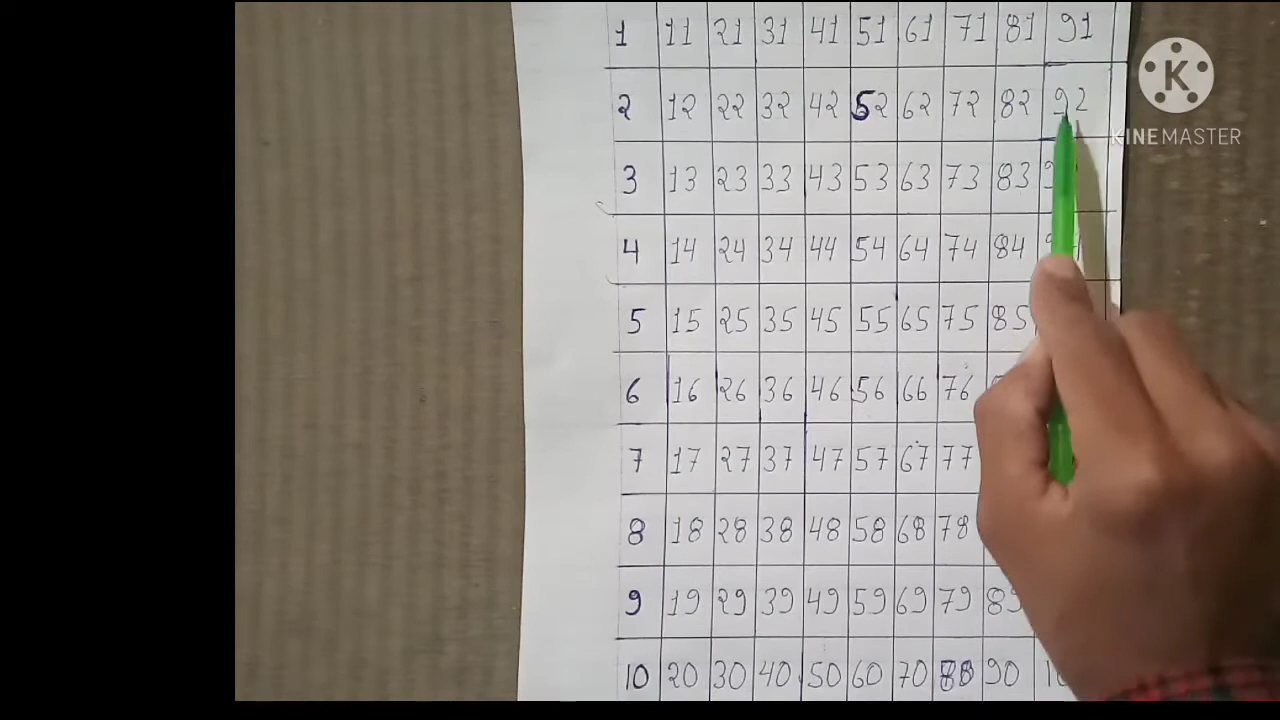 1 11 21 31 41 51 61 71 81 91
2 12 22 32 42 52 62 72 82 92
K
KINEMASTER
3 13 23 33 43 53 63 73 83
4 14 24 34 44 54 64 74 84
5 15 25 35 45 55 65 75 85
6 16 26 36 46 56 66 76
7 17 27 37 47 57 67 77
8 18 28 38 48 58 68 78
9 19 29 39 49 59 69 79 89
10 20 30 40 50 60 70 90